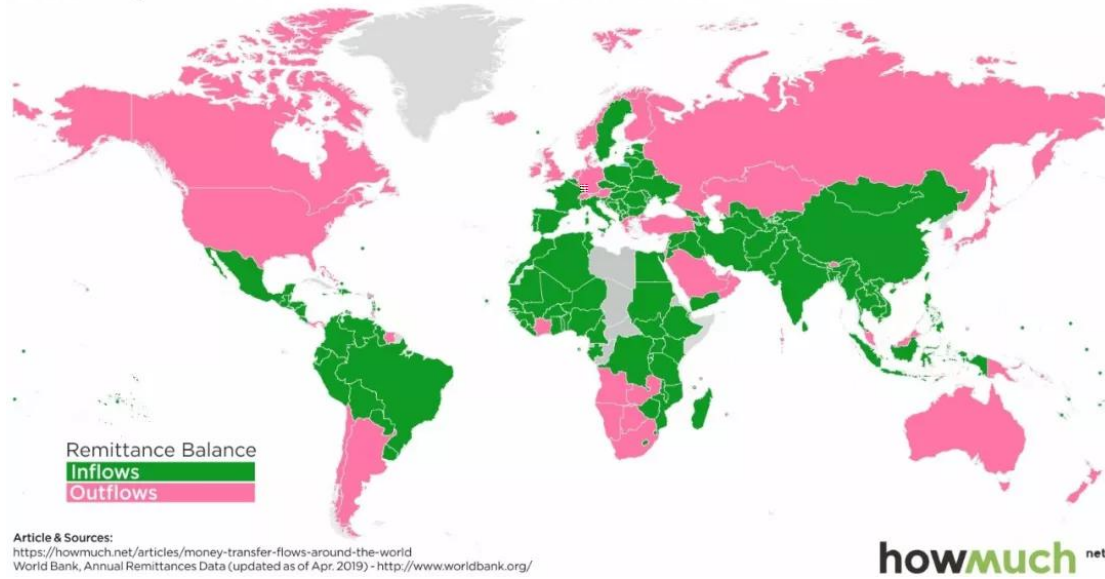 Remittance Balance
Inflows
Outflows
Article & Sources:
https://howmuch.net/articles/money-transfer-flows-around-the-world
World Bank, Annual Remittances Data (updated as of Apr. 2019) - http://www.worldbank.org/
howmuch net